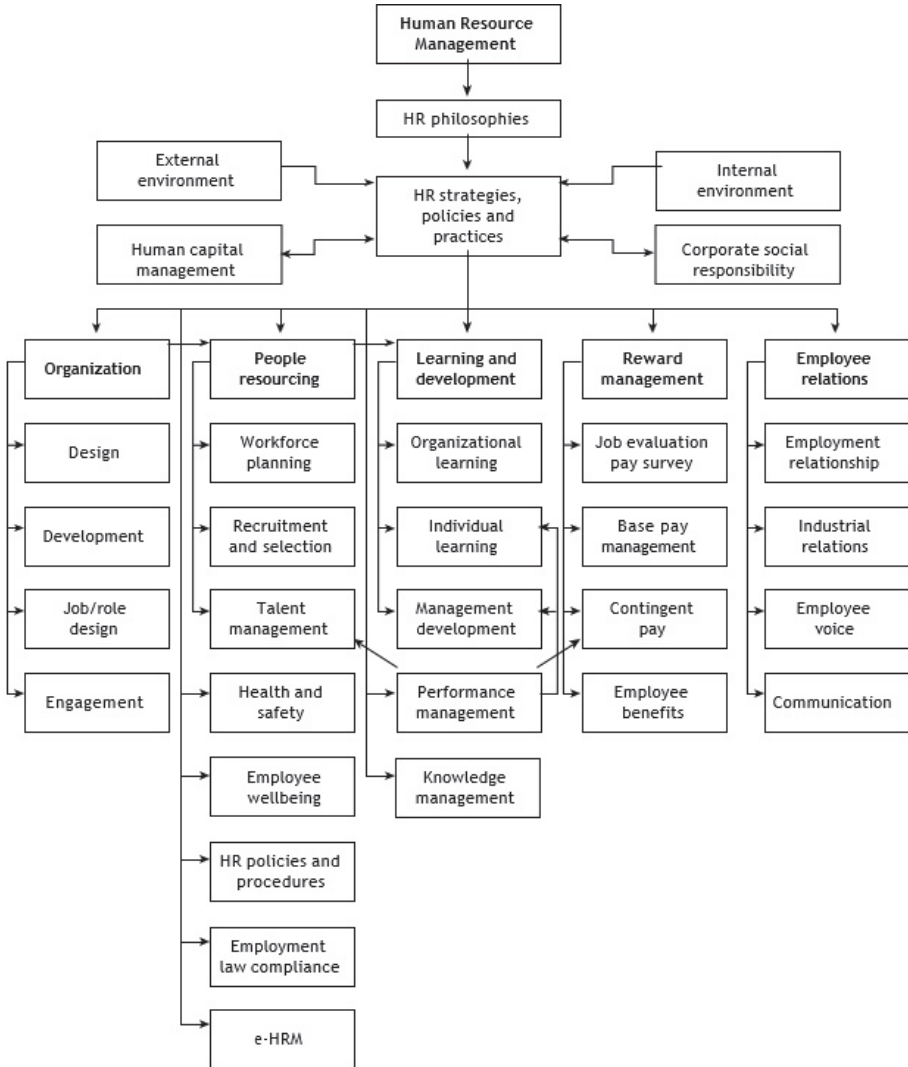 Human Resource
Management
HR philosophies
External
environment
Internal
environment
HR strategies,
policies and
practices
Human capital
management
Corporate social
responsibility
Organization
People
resourcing
Learning and
development
Reward
management
Employee
relations
Design
Workforce
planning
Organizational
learning
Job evaluation
pay survey
Employment
relationship
Development
Recruitment
and selection
Individual
learning
Base pay
management
Industrial
relations
Job/role
design
Talent
management
Management
development
Contingent
pay
Employee
voice
Engagement
Health and
safety
Performance
management
Employee
benefits
Communication
Employee
wellbeing
Knowledge
management
HR policies and
procedures
Employment
law compliance
e-HRM